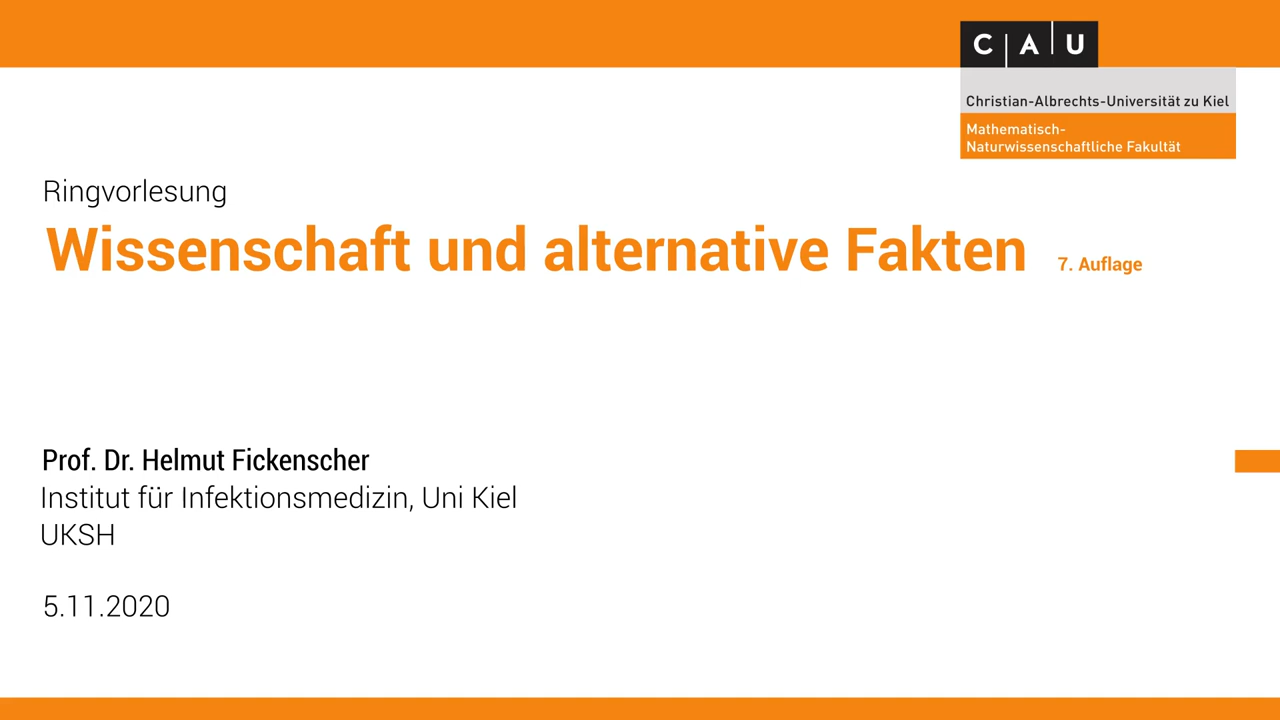 C A U
Christian-Albrechts-Universität zu Kiel
Mathematisch-
Naturwissenschaftliche Fakultät
Ringvorlesung
Wissenschaft und alternative Fakten 7. Auflage
Prof. Dr. Helmut Fickenscher
Institut für Infektionsmedizin, Uni Kiel
UKSH
5.11.2020